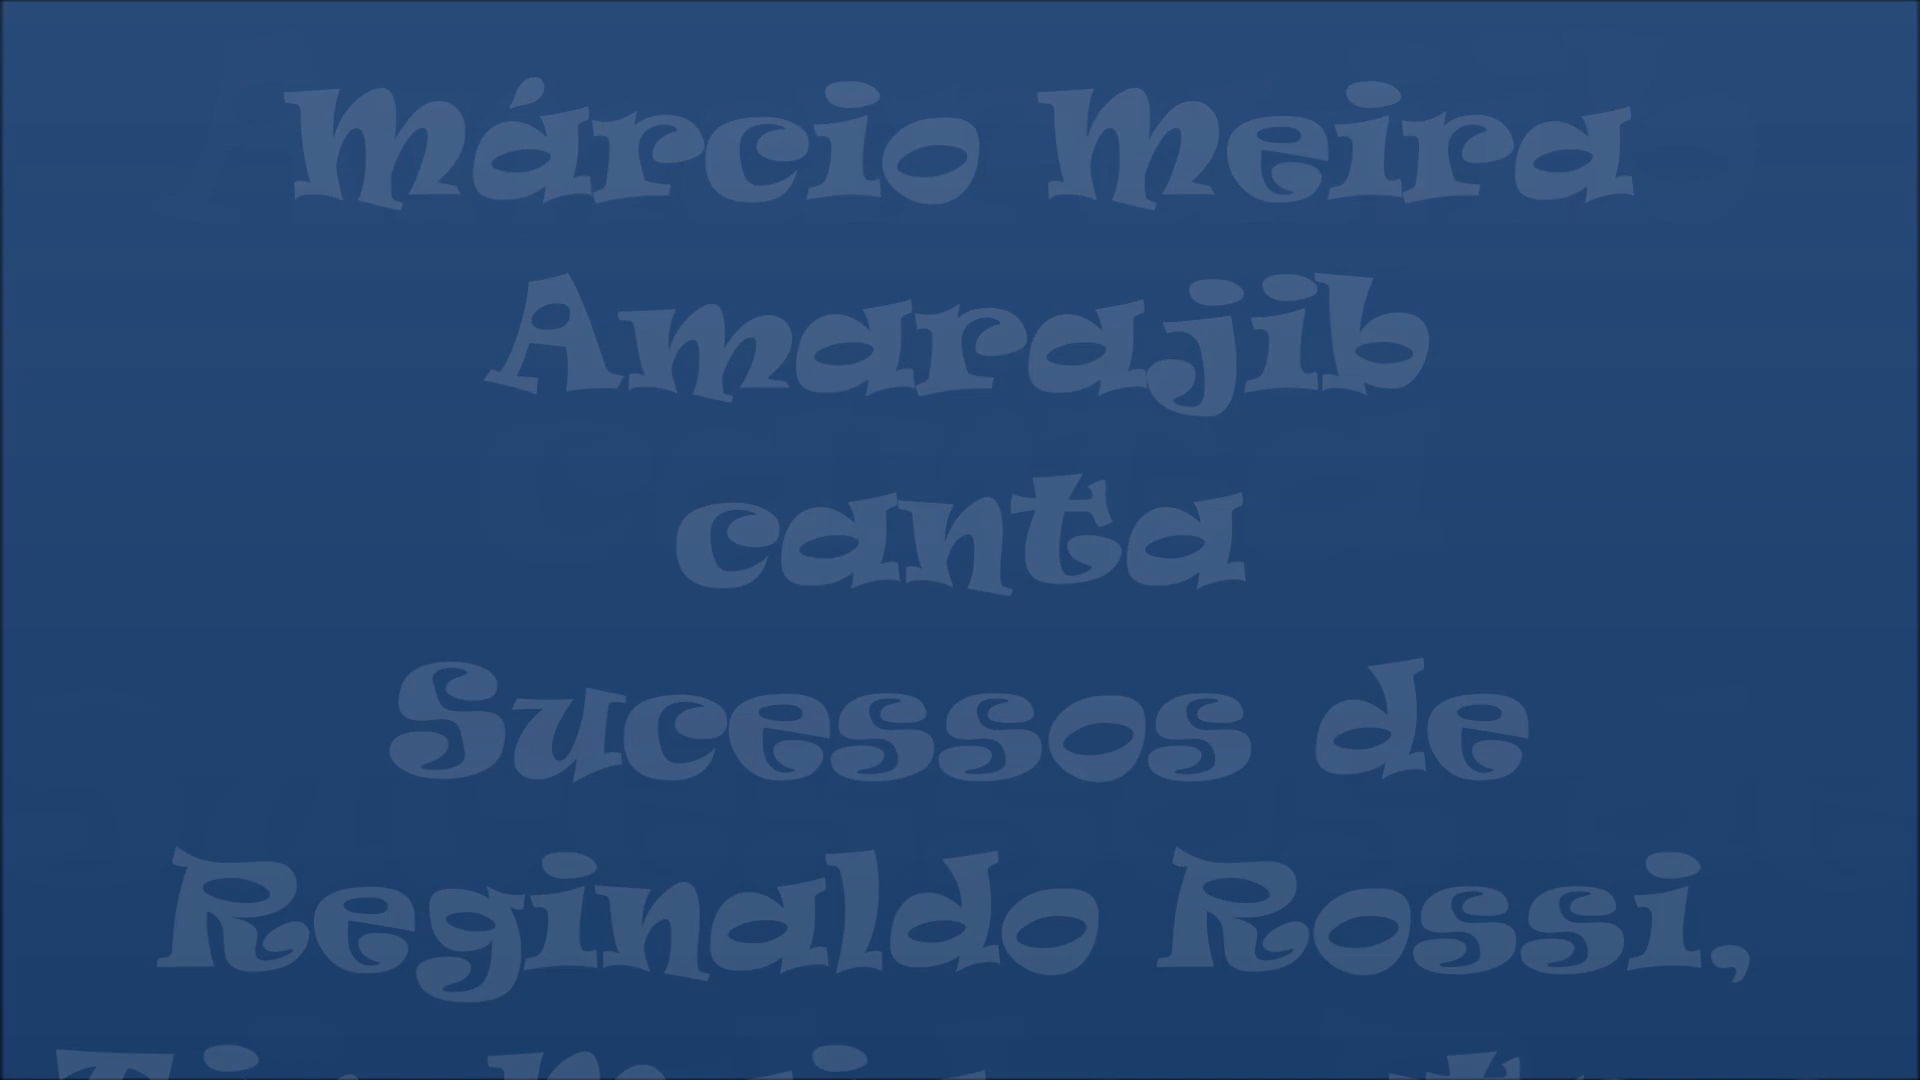 Márcio Meira
Amarajib
canta
Sucessos de
Reginaldo Rossi,